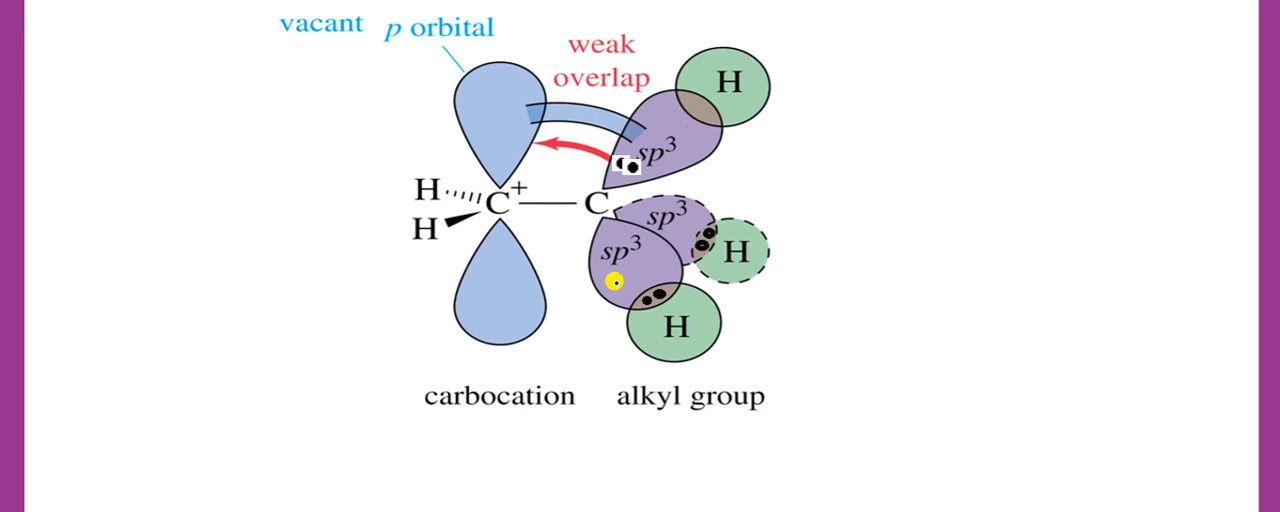 vacant p orbital
weak
overlap
H
sp³
H C⁺ C
H
sp³
sp³
H
H
carbocation alkyl group